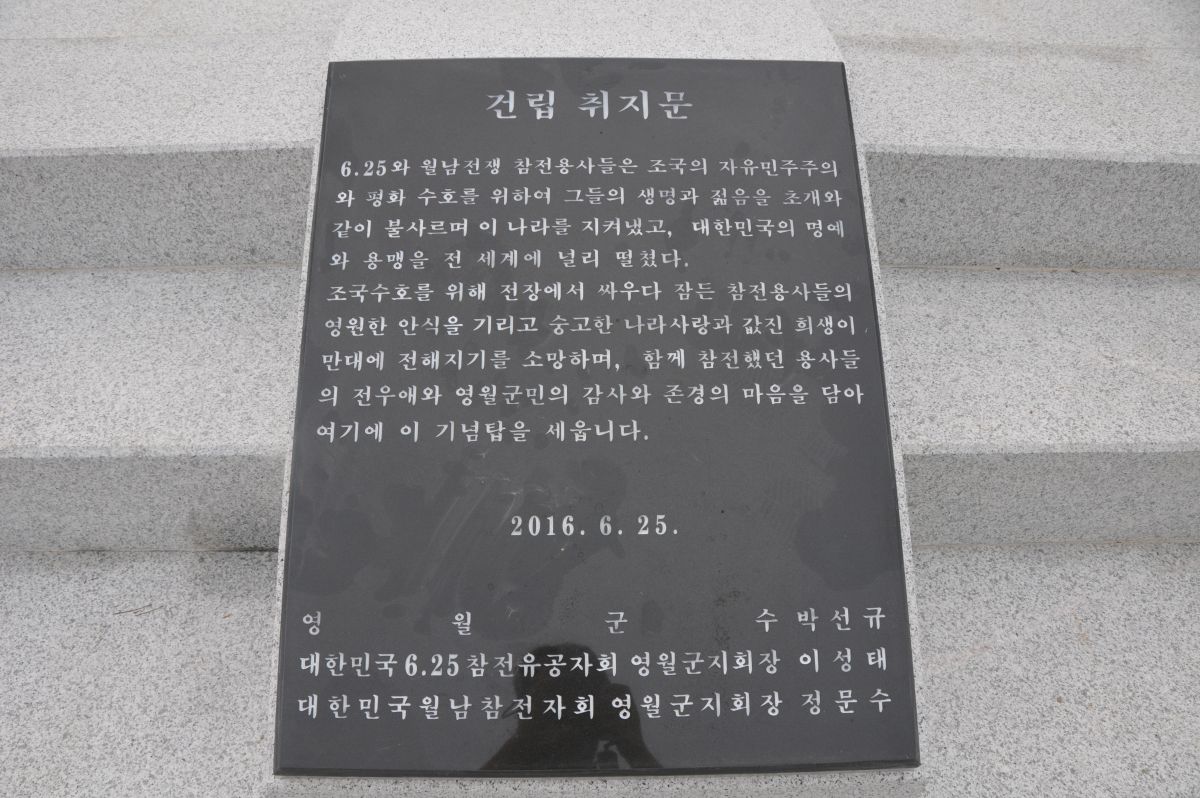 건립 취지문
6.25와 월남전쟁 참전용사들은 조국의 자유민주주의
와 평화 수호를 위하여 그들의 생명과 젊음을 초개와
같이 불사르며 이 나라를 지켜냈고, 대한민국의 명예
와 용맹을 전 세계에 널리 떨쳤다.
조국수호를 위해 전장에서 싸우다 잠든 참전용사들의
영원한 안식을 기리고 숭고한 나라사랑과 값진 희생이
만대에 전해지기를 소망하며, 함께 참전했던 용사들
의 전우애와 영월군민의 감사와 존경의 마음을 담아
여기에 이 기념탑을 세웁니다.
2016. 6. 25.
영 월 군 수 박선규
대한민국6.25참전유공자회 영월군지회장 이성태
대한민국월남참전자회 영월군지회장 정문수